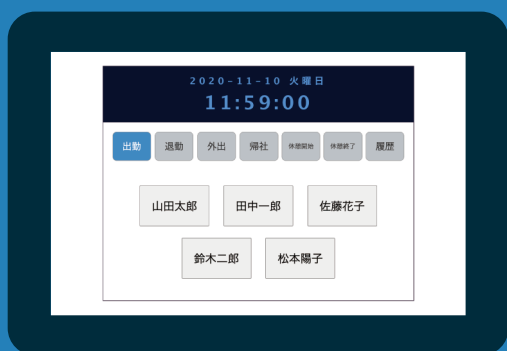 2020-11-10 火曜日
11:59:00
出勤 退勤 外出 帰社 休憩開始 休憩終了 履歴
山田太郎 田中一郎 佐藤花子
鈴木二郎 松本陽子